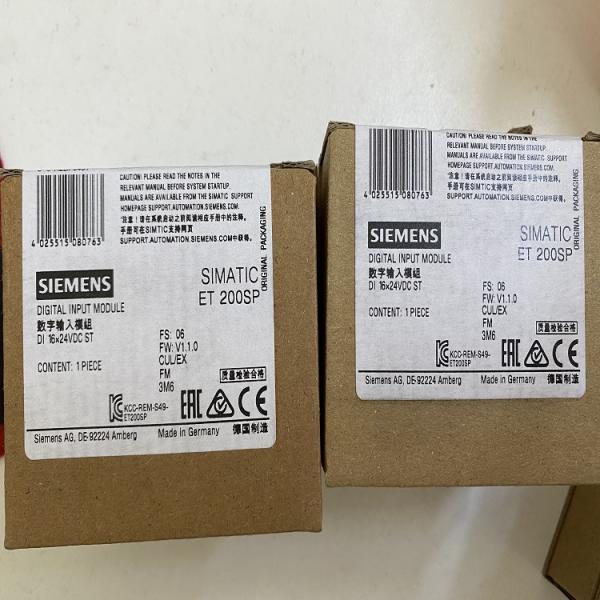 CAUTION! PLEASE READ THE NOTES IN THE
RELEVANT MANUAL BEFORE SYSTEM STARTUP.
MANUALS ARE AVAILABLE FROM THE SIMATIC SUPPORT
HOMEPAGE SUPPORT.AUTOMATION.SIEMENS.COM
注意！请在系统启动之前阅读相应手册中的注释。
手册可在SIMTIC支持网页
SUPPORT.AUTOMATION.SIEMENS.COM中获得。
4 025515 080763
ORIGINAL PACKAGING
SIEMENS
SIMATIC
ET 200SP
DIGITAL INPUT MODULE
数字输入模组
DI 16x24VDC ST
CONTENT: 1 PIECE
FS: 06
FW: V1.1.0
CUL/EX
FM
3M6
质量检验合格
KCC-REM-S49-
ET200SP
EAC
CE
Siemens AG, DE-92224 Amberg
Made in Germany
德国制造
CAUTION! PLEASE READ THE NOTES IN THE
RELEVANT MANUAL BEFORE SYSTEM STARTUP.
MANUALS ARE AVAILABLE FROM THE SIMATIC SUPPORT
HOMEPAGE SUPPORT.AUTOMATION.SIEMENS.COM
注意！请在系统启动之前阅读相应手册中的注释。
手册可在SIMTIC支持网页
SUPPORT.AUTOMATION.SIEMENS.COM中获得。
4 025515 080763
ORIGINAL PACKAGING
SIEMENS
SIMATIC
ET 200SP
DIGITAL INPUT MODULE
数字输入模组
DI 16x24VDC ST
CONTENT: 1 PIECE
FS: 06
FW: V1.1.0
CUL/EX
FM
3M6
质量检验合格
KCC-REM-S49-
ET200SP
EAC
CE
Siemens AG, DE-92224 Amberg
Made in Germany
德国制造